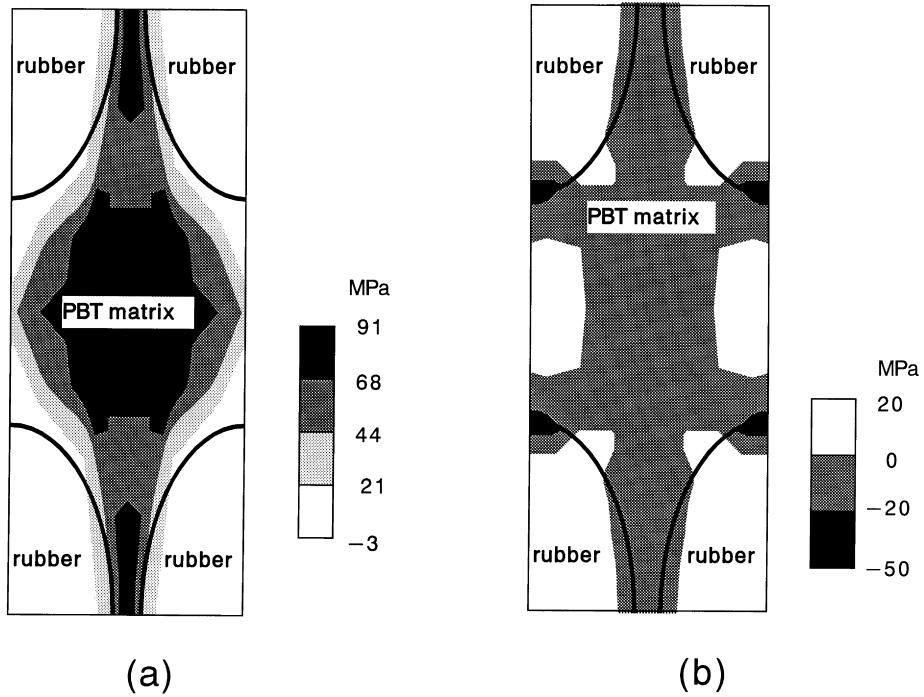 rubber
rubber
PBT matrix
rubber
rubber
MPa
91
68
44
21
−3
(a)
rubber
rubber
PBT matrix
rubber
rubber
MPa
20
0
−20
−50
(b)